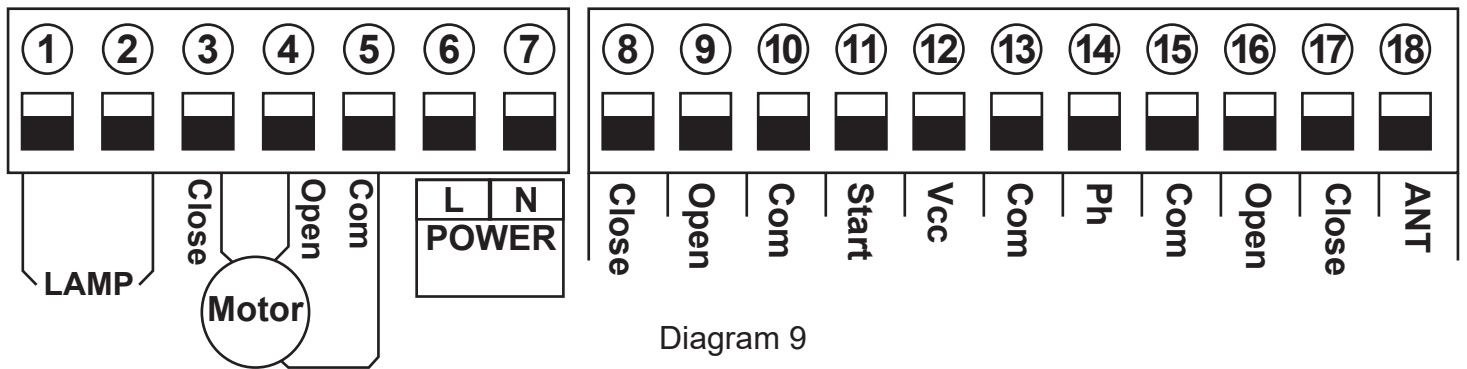 1 2 3 4 5 6 7 8 9 10 11 12 13 14 15 16 17 18
Close Open Com L N Close Open Com Start Vcc Com Ph Com Open Close ANT
POWER
LAMP
Motor
Diagram 9